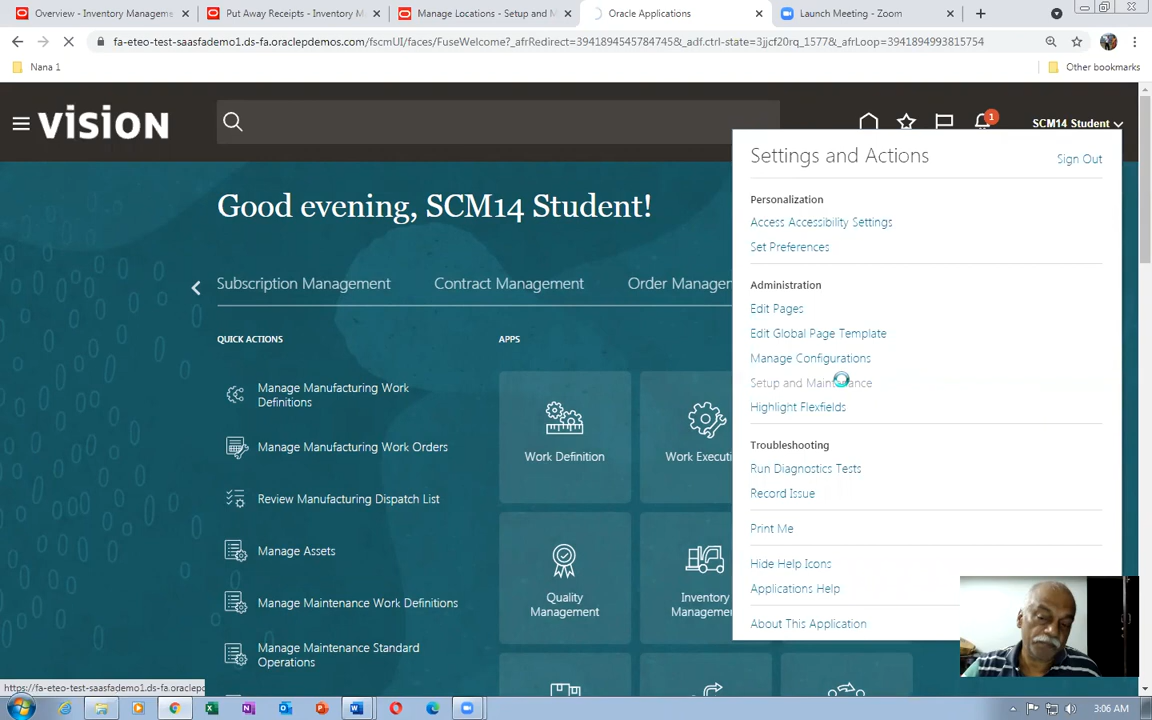 Overview - Inventory Manageme
Put Away Receipts - Inventory M
Manage Locations - Setup and M
Oracle Applications
Launch Meeting - Zoom
fa-eteo-test-saasfademo1.ds-fa.oraclepdemos.com/fscmUI/faces/FuseWelcome?_afrRedirect=3941894545784745&_adf.ctrl-state=3jjcf20rq_1577&_afrLoop=3941894993815754
Nana 1
Other bookmarks
VISION
1
SCM14 Student
Good evening, SCM14 Student!
Subscription Management
Contract Management
Order Manager
QUICK ACTIONS
Manage Manufacturing Work
Definitions
Manage Manufacturing Work Orders
Review Manufacturing Dispatch List
Manage Assets
Manage Maintenance Work Definitions
Manage Maintenance Standard
Operations
APPS
Work Definition
Work Executi
Quality
Management
Inventory
Managemen
Settings and Actions
Sign Out
Personalization
Access Accessibility Settings
Set Preferences
Administration
Edit Pages
Edit Global Page Template
Manage Configurations
Setup and Maintenance
Highlight Flexfields
Troubleshooting
Run Diagnostics Tests
Record Issue
Print Me
Hide Help Icons
Applications Help
About This Application
https://fa-eteo-test-saasfademo1.ds-fa.oraclepc
3:06 AM